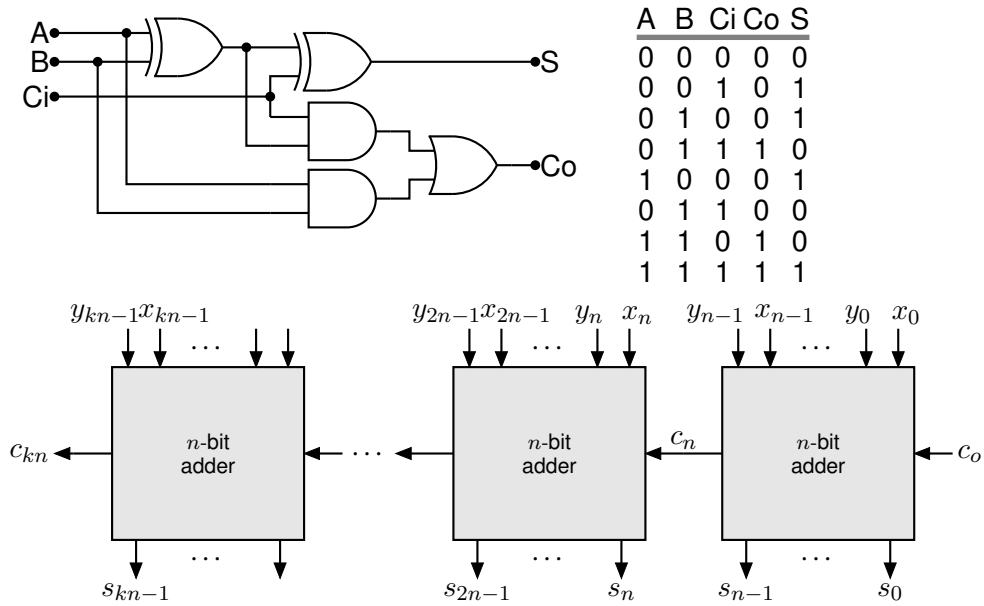 A
B
Ci
S
Co
A B Ci Co S
0 0 0 0 0
0 0 1 0 1
0 1 0 0 1
0 1 1 1 0
1 0 0 0 1
0 1 1 0 0
1 1 0 1 0
1 1 1 1 1
y_{kn−1} x_{kn−1} ... y_{2n−1} x_{2n−1} ... y_n x_n y_{n−1} x_{n−1} ... y_0 x_0
c_{kn} n-bit adder ... n-bit adder c_n n-bit adder c_o
s_{kn−1} ... s_{2n−1} ... s_n s_{n−1} ... s_0